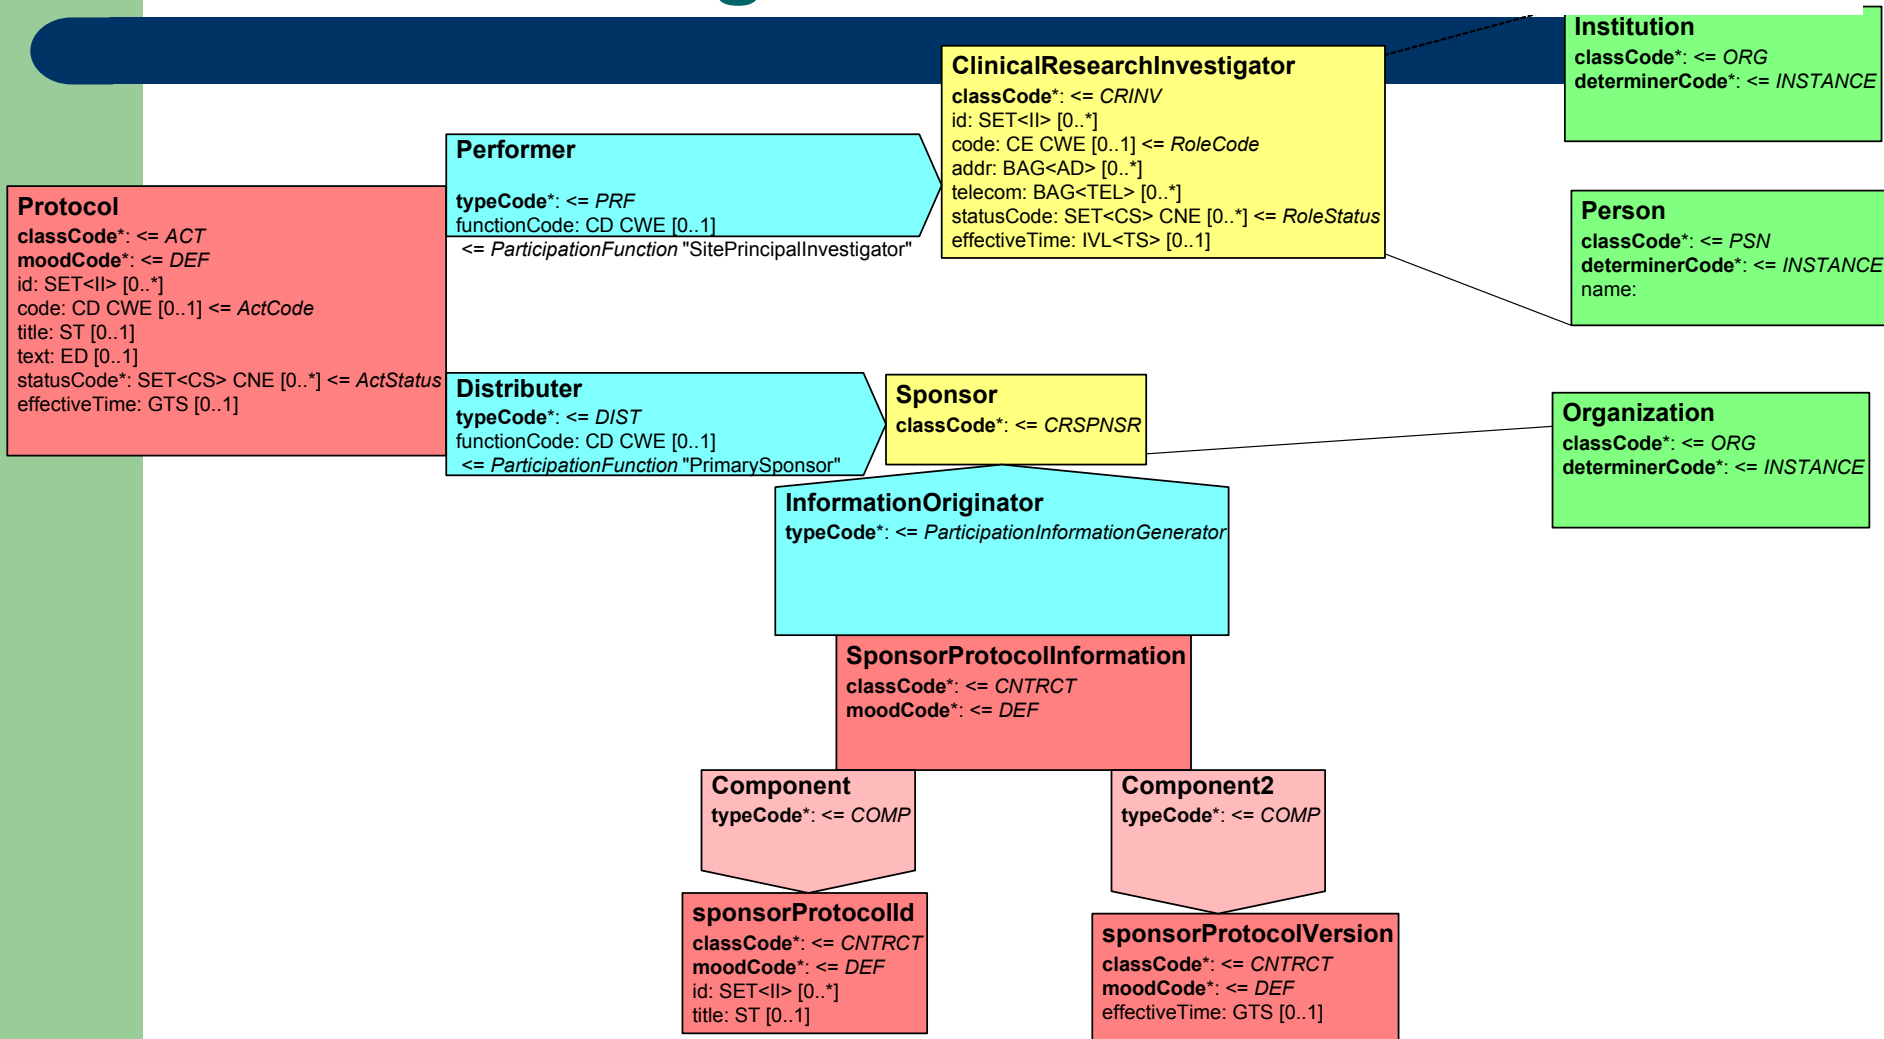 Institution
classCode*: <= ORG
determinerCode*: <= INSTANCE
ClinicalResearchInvestigator
classCode*: <= CRINV
id: SET<II> [0..*]
code: CE CWE [0..1] <= RoleCode
addr: BAG<AD> [0..*]
telecom: BAG<TEL> [0..*]
statusCode: SET<CS> CNE [0..*] <= RoleStatus
effectiveTime: IVL<TS> [0..1]
Performer
typeCode*: <= PRF
functionCode: CD CWE [0..1]
<= ParticipationFunction "SitePrincipalInvestigator"
Protocol
classCode*: <= ACT
moodCode*: <= DEF
id: SET<II> [0..*]
code: CD CWE [0..1] <= ActCode
title: ST [0..1]
text: ED [0..1]
statusCode*: SET<CS> CNE [0..*] <= ActStatus
effectiveTime: GTS [0..1]
Person
classCode*: <= PSN
determinerCode*: <= INSTANCE
name:
Distributer
typeCode*: <= DIST
functionCode: CD CWE [0..1]
<= ParticipationFunction "PrimarySponsor"
Sponsor
classCode*: <= CRSPNSR
Organization
classCode*: <= ORG
determinerCode*: <= INSTANCE
InformationOriginator
typeCode*: <= ParticipationInformationGenerator
SponsorProtocolInformation
classCode*: <= CNTRCT
moodCode*: <= DEF
Component
typeCode*: <= COMP
Component2
typeCode*: <= COMP
sponsorProtocolId
classCode*: <= CNTRCT
moodCode*: <= DEF
id: SET<II> [0..*]
title: ST [0..1]
sponsorProtocolVersion
classCode*: <= CNTRCT
moodCode*: <= DEF
effectiveTime: GTS [0..1]